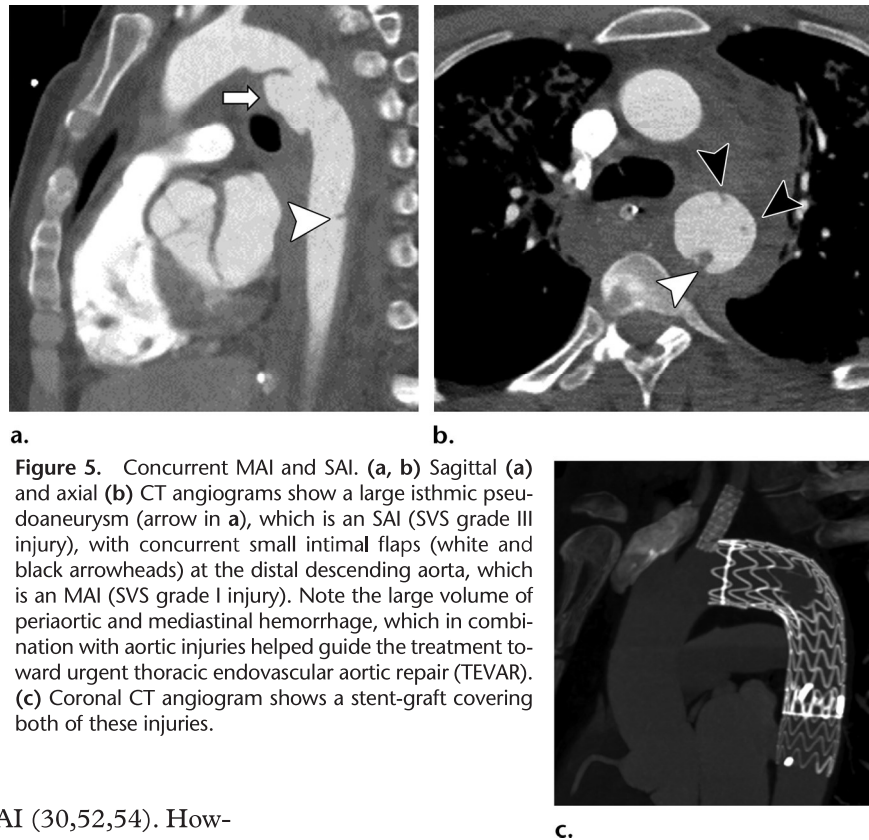 a.
b.
Figure 5. Concurrent MAI and SAI. (a, b) Sagittal (a)
and axial (b) CT angiograms show a large isthmic pseu-
doaneurysm (arrow in a), which is an SAI (SVS grade III
injury), with concurrent small intimal flaps (white and
black arrowheads) at the distal descending aorta, which
is an MAI (SVS grade I injury). Note the large volume of
periaortic and mediastinal hemorrhage, which in combi-
nation with aortic injuries helped guide the treatment to-
ward urgent thoracic endovascular aortic repair (TEVAR).
(c) Coronal CT angiogram shows a stent-graft covering
both of these injuries.
AI (30,52,54). How-
c.